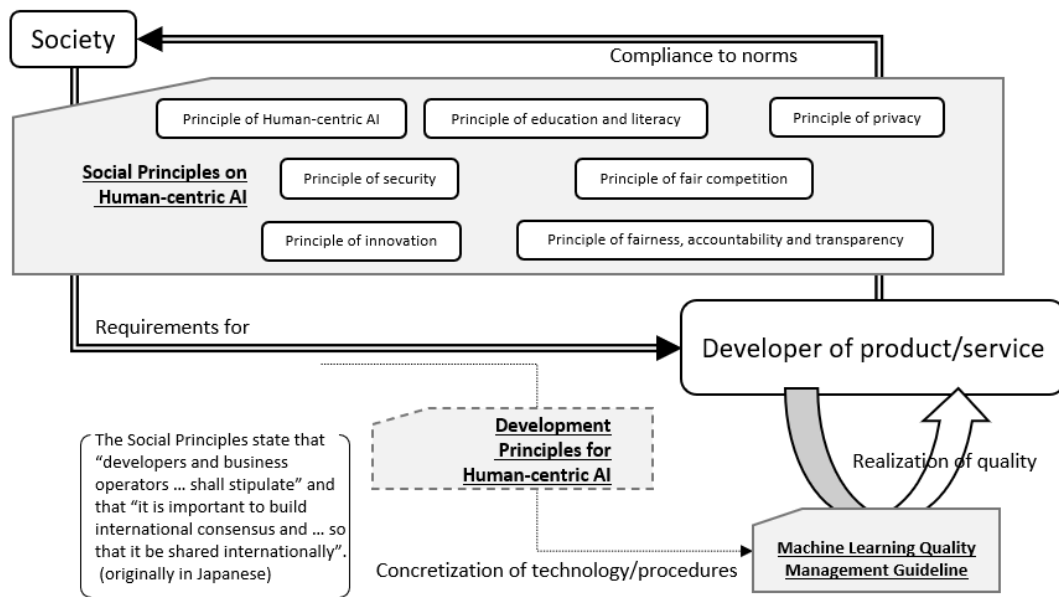 Society
Compliance to norms
Principle of Human-centric AI
Principle of education and literacy
Principle of privacy
Social Principles on
Human-centric AI
Principle of security
Principle of fair competition
Principle of innovation
Principle of fairness, accountability and transparency
Requirements for
Developer of product/service
Development
Principles for
Human-centric AI
The Social Principles state that
“developers and business
operators ... shall stipulate” and
that “it is important to build
international consensus and ... so
that it be shared internationally”.
(originally in Japanese)
Realization of quality
Concretization of technology/procedures
Machine Learning Quality
Management Guideline